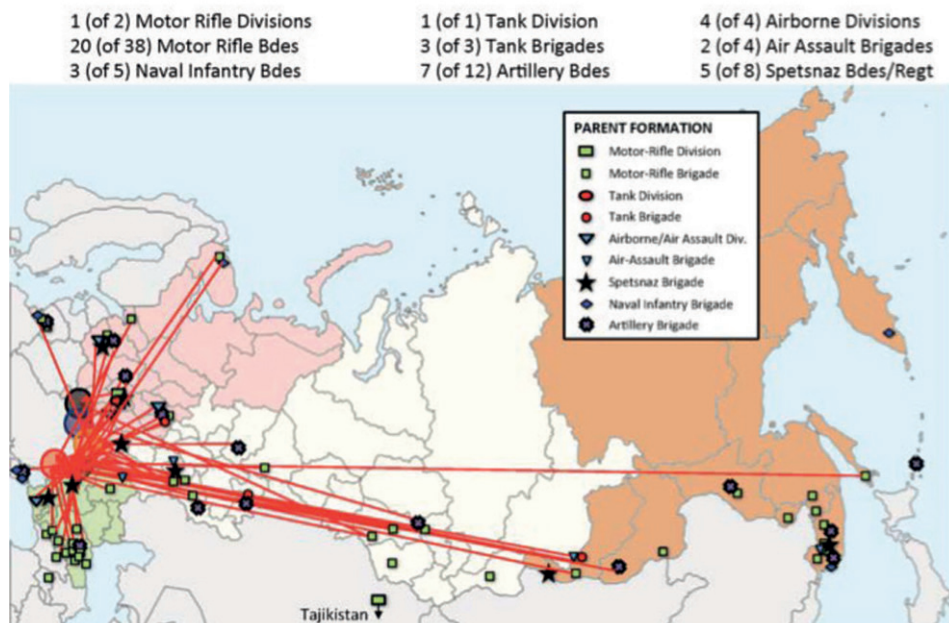 1 (of 2) Motor Rifle Divisions
20 (of 38) Motor Rifle Bdes
3 (of 5) Naval Infantry Bdes
1 (of 1) Tank Division
3 (of 3) Tank Brigades
7 (of 12) Artillery Bdes
4 (of 4) Airborne Divisions
2 (of 4) Air Assault Brigades
5 (of 8) Spetsnaz Bdes/Regt
PARENT FORMATION
Motor-Rifle Division
Motor-Rifle Brigade
Tank Division
Tank Brigade
Airborne/Air Assault Div.
Air-Assault Brigade
Spetsnaz Brigade
Naval Infantry Brigade
Artillery Brigade
Tajikistan